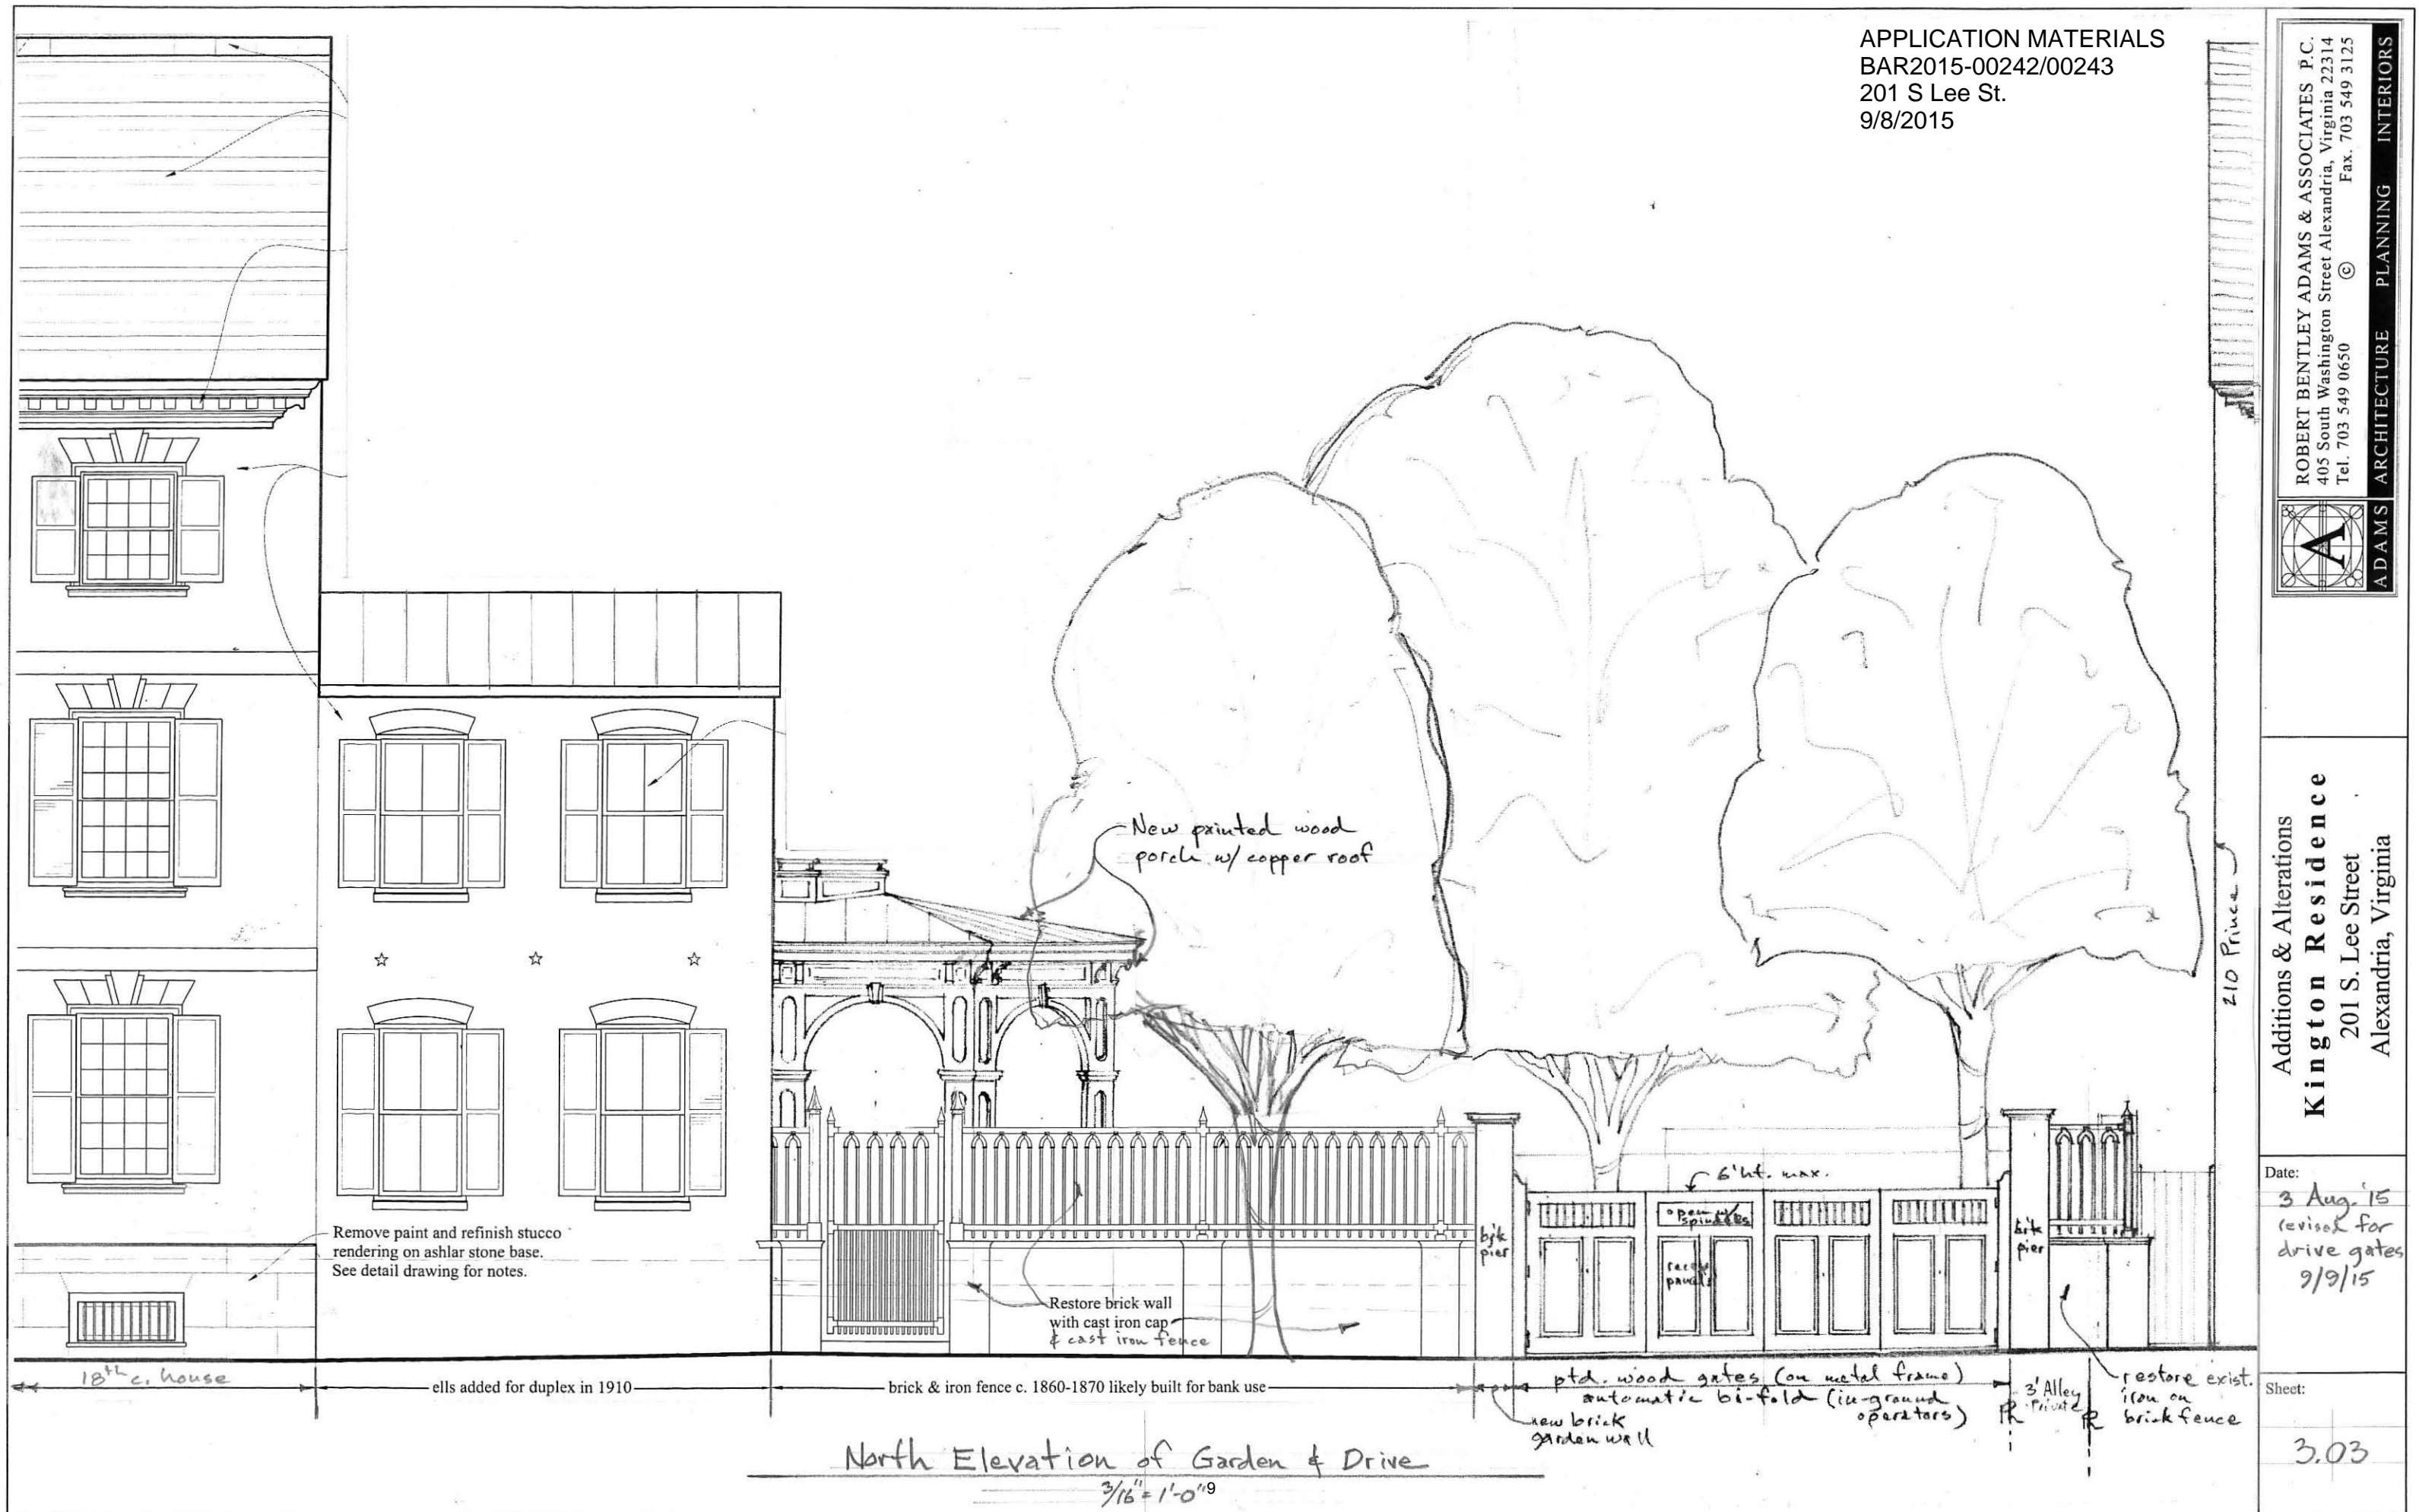 APPLICATION MATERIALS
BAR2015-00242/00243
201 S Lee St.
9/8/2015
New painted wood
porch w/ copper roof
210 Prince
6' ht. max.
open w/
spindles
brk
pier
brk
pier
Remove paint and refinish stucco
rendering on ashlar stone base.
See detail drawing for notes.
Restore brick wall
with cast iron cap
& cast iron fence
18th c. house
ells added for duplex in 1910
brick & iron fence c. 1860-1870 likely built for bank use
new brick
garden wall
ptd. wood gates (on metal frame)
automatic bi-fold (in-ground
operators)
3' Alley
Private
restore exist.
iron on
brick fence
North Elevation of Garden & Drive
3/16" = 1'-0"
9
ROBERT BENTLEY ADAMS & ASSOCIATES P.C.
405 South Washington Street Alexandria, Virginia 22314
Tel. 703 549 0650 © Fax. 703 549 3125
A
ADAMS ARCHITECTURE PLANNING INTERIORS
Additions & Alterations
Kington Residence
201 S. Lee Street
Alexandria, Virginia
Date:
3 Aug. '15
revised for
drive gates
9/9/15
Sheet:
3.03